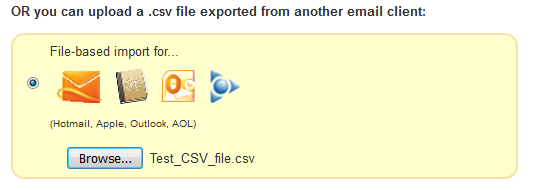 OR you can upload a .csv file exported from another email client:
File-based import for...
(Hotmail, Apple, Outlook, AOL)
Browse... Test_CSV_file.csv